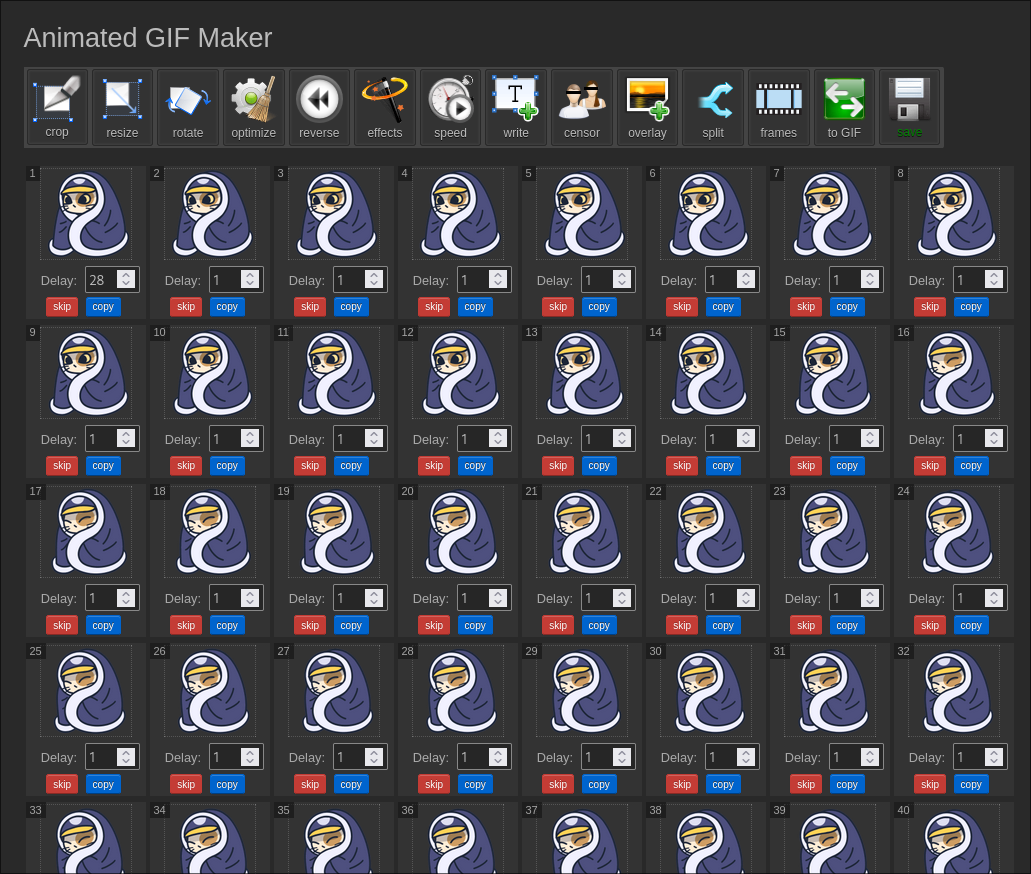 Animated GIF Maker
crop resize rotate optimize reverse effects speed write censor overlay split frames to GIF save
1 2 3 4 5 6 7 8
Delay: 28 Delay: 1 Delay: 1 Delay: 1 Delay: 1 Delay: 1 Delay: 1 Delay: 1
skip copy skip copy skip copy skip copy skip copy skip copy skip copy skip copy
9 10 11 12 13 14 15 16
Delay: 1 Delay: 1 Delay: 1 Delay: 1 Delay: 1 Delay: 1 Delay: 1 Delay: 1
skip copy skip copy skip copy skip copy skip copy skip copy skip copy skip copy
17 18 19 20 21 22 23 24
Delay: 1 Delay: 1 Delay: 1 Delay: 1 Delay: 1 Delay: 1 Delay: 1 Delay: 1
skip copy skip copy skip copy skip copy skip copy skip copy skip copy skip copy
25 26 27 28 29 30 31 32
Delay: 1 Delay: 1 Delay: 1 Delay: 1 Delay: 1 Delay: 1 Delay: 1 Delay: 1
skip copy skip copy skip copy skip copy skip copy skip copy skip copy skip copy
33 34 35 36 37 38 39 40